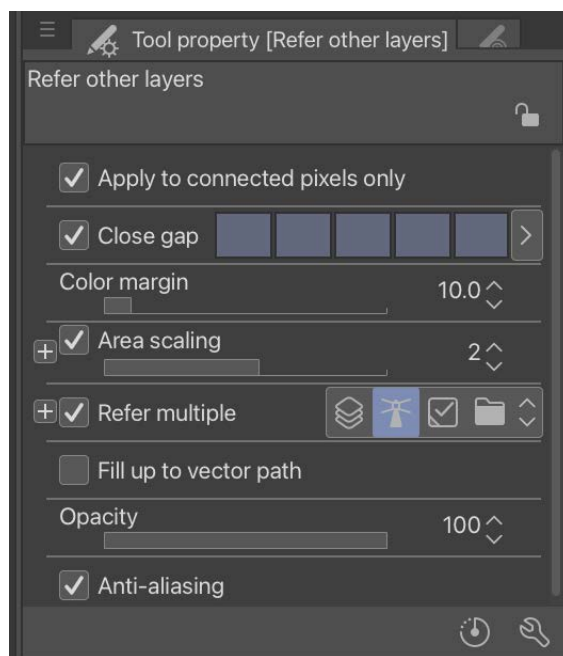 Tool property [Refer other layers]
Refer other layers
Apply to connected pixels only
Close gap
Color margin 10.0
Area scaling 2
Refer multiple
Fill up to vector path
Opacity 100
Anti-aliasing